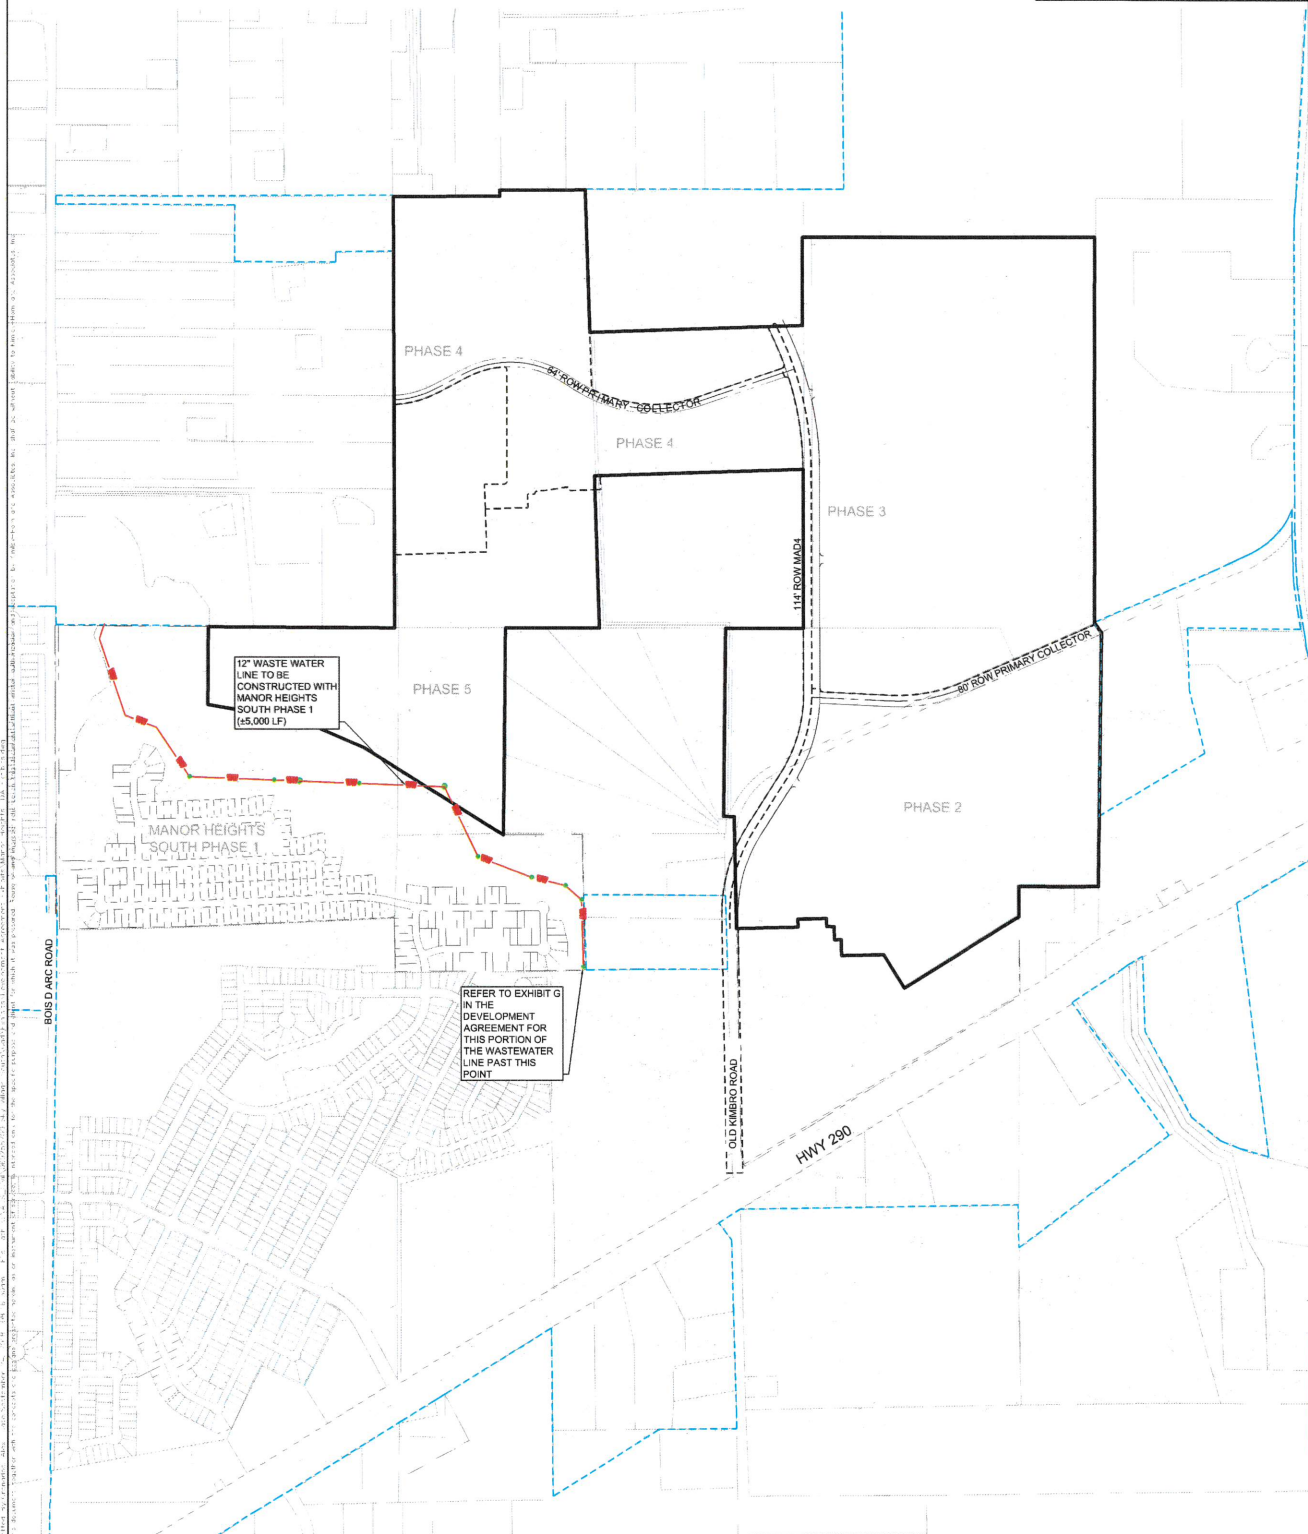 PHASE 4
64' ROW PRIMARY COLLECTOR
PHASE 4
PHASE 3
114' ROW MAD4
80' ROW PRIMARY COLLECTOR
12" WASTE WATER
LINE TO BE
CONSTRUCTED WITH
MANOR HEIGHTS
SOUTH PHASE 1
(±5,000 LF)
PHASE 5
PHASE 2
MANOR HEIGHTS
SOUTH PHASE 1
BOIS D ARC ROAD
REFER TO EXHIBIT G
IN THE
DEVELOPMENT
AGREEMENT FOR
THIS PORTION OF
THE WASTEWATER
LINE PAST THIS
POINT
OLD KIMBRO ROAD
HWY 290